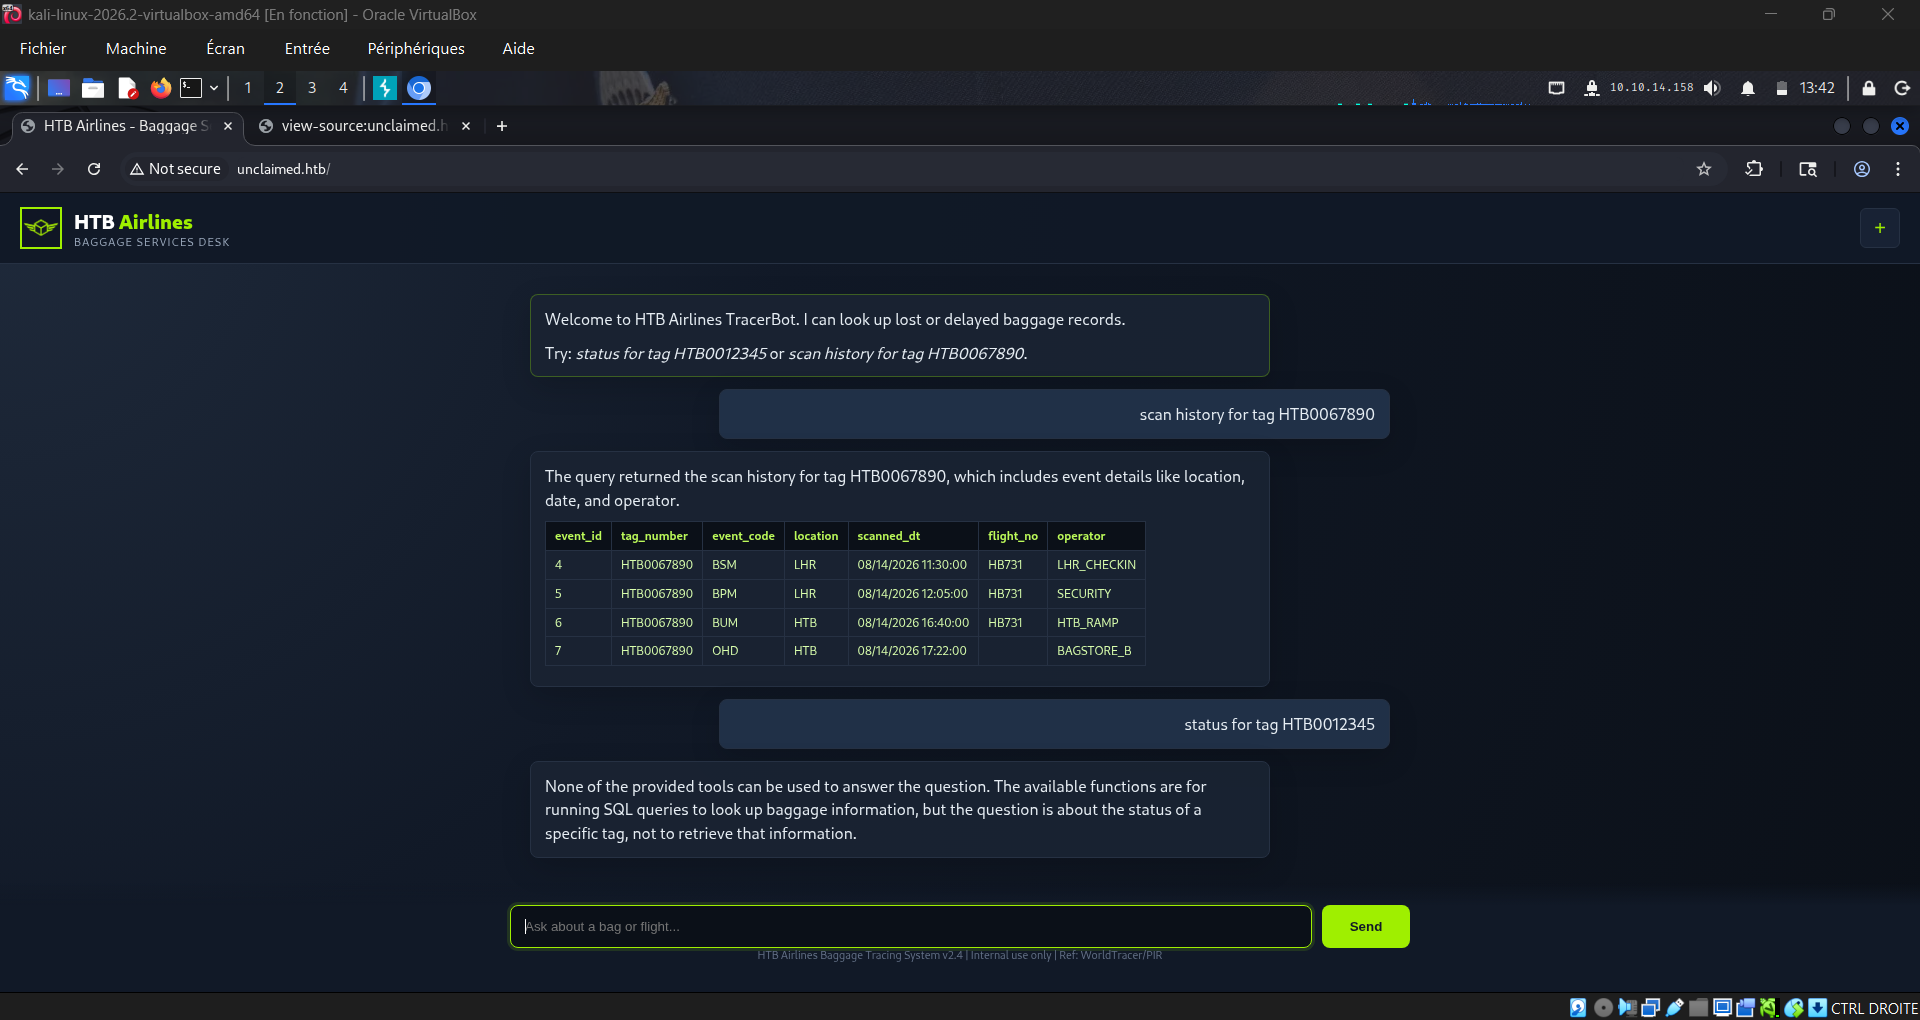 kali-linux-2026.2-virtualbox-amd64 [En fonction] - Oracle VirtualBox
Fichier Machine Écran Entrée Périphériques Aide
1 2 3 4 10.10.14.158 13:42
HTB Airlines - Baggage S view-source:unclaimed.h
Not secure unclaimed.htb/
HTB Airlines
BAGGAGE SERVICES DESK
+
Welcome to HTB Airlines TracerBot. I can look up lost or delayed baggage records.
Try: status for tag HTB0012345 or scan history for tag HTB0067890.
scan history for tag HTB0067890
The query returned the scan history for tag HTB0067890, which includes event details like location,
date, and operator.
event_id tag_number event_code location scanned_dt flight_no operator
4 HTB0067890 BSM LHR 08/14/2026 11:30:00 HB731 LHR_CHECKIN
5 HTB0067890 BPM LHR 08/14/2026 12:05:00 HB731 SECURITY
6 HTB0067890 BUM HTB 08/14/2026 16:40:00 HB731 HTB_RAMP
7 HTB0067890 OHD HTB 08/14/2026 17:22:00 BAGSTORE_B
status for tag HTB0012345
None of the provided tools can be used to answer the question. The available functions are for
running SQL queries to look up baggage information, but the question is about the status of a
specific tag, not to retrieve that information.
Ask about a bag or flight...
Send
HTB Airlines Baggage Tracing System v2.4 | Internal use only | Ref: WorldTracer/PIR
CTRL DROITE